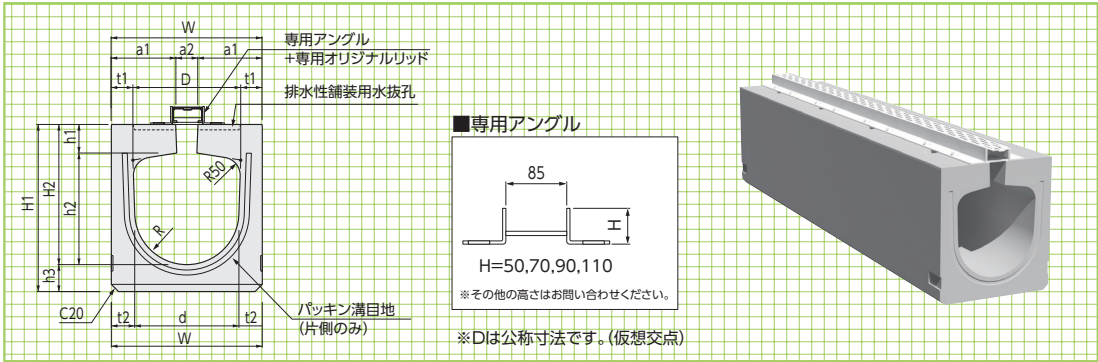 W
a1 a2 a1
t1 D t1
専用アングル
+専用オリジナルリッド
排水性舗装用水抜孔
H1
H2
h1
h2
h3
R50
R
C20
t2 d t2
W
パッキン溝目地
(片側のみ)
■専用アングル
85
H
H=50,70,90,110
※その他の高さはお問い合わせください。
※Dは公称寸法です。(仮想交点)